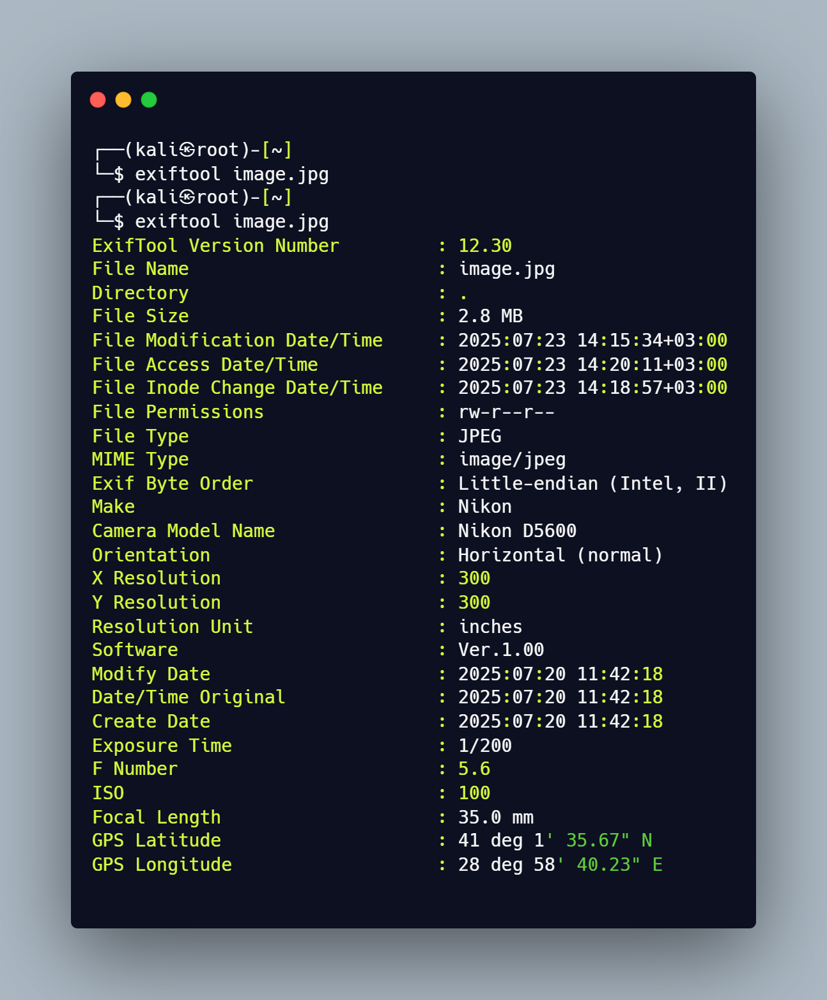 ┌──(kali㉿root)-[~]
└─$ exiftool image.jpg
┌──(kali㉿root)-[~]
└─$ exiftool image.jpg
ExifTool Version Number : 12.30
File Name : image.jpg
Directory : .
File Size : 2.8 MB
File Modification Date/Time : 2025:07:23 14:15:34+03:00
File Access Date/Time : 2025:07:23 14:20:11+03:00
File Inode Change Date/Time : 2025:07:23 14:18:57+03:00
File Permissions : rw-r--r--
File Type : JPEG
MIME Type : image/jpeg
Exif Byte Order : Little-endian (Intel, II)
Make : Nikon
Camera Model Name : Nikon D5600
Orientation : Horizontal (normal)
X Resolution : 300
Y Resolution : 300
Resolution Unit : inches
Software : Ver.1.00
Modify Date : 2025:07:20 11:42:18
Date/Time Original : 2025:07:20 11:42:18
Create Date : 2025:07:20 11:42:18
Exposure Time : 1/200
F Number : 5.6
ISO : 100
Focal Length : 35.0 mm
GPS Latitude : 41 deg 1' 35.67" N
GPS Longitude : 28 deg 58' 40.23" E